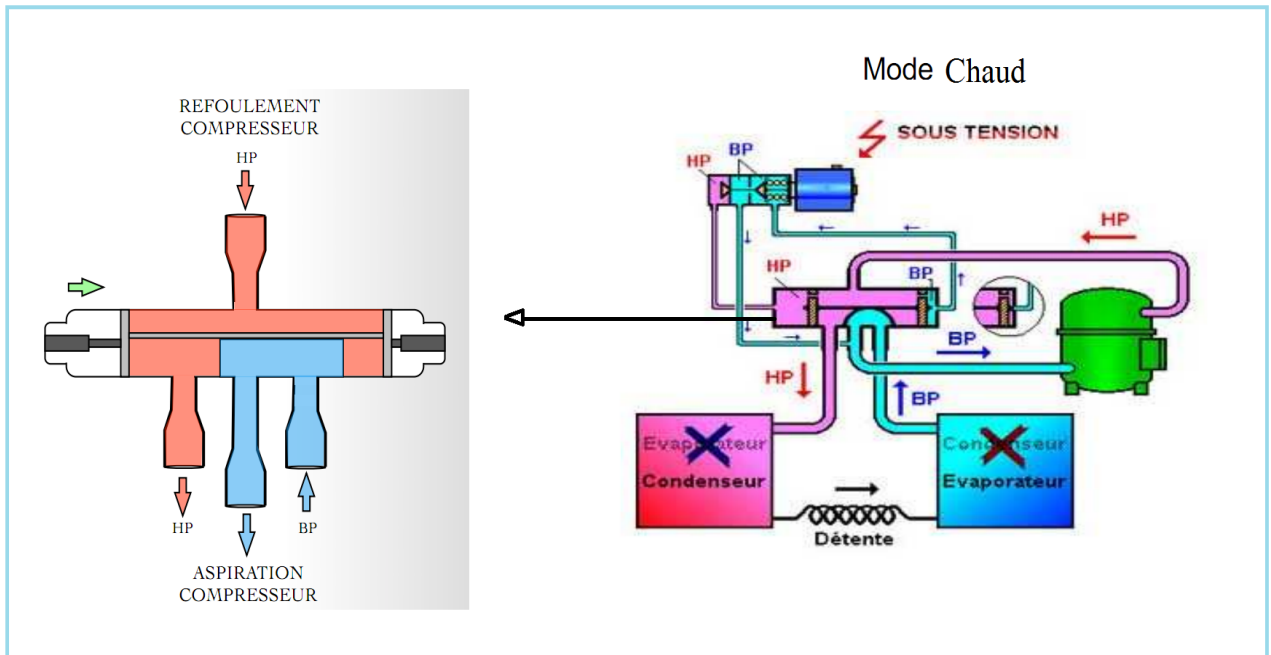 Mode Chaud
REFOULEMENT
COMPRESSEUR
HP
HP
BP
ASPIRATION
COMPRESSEUR
SOUS TENSION
HP
BP
HP
HP
BP
BP
HP
BP
Evaporateur
Condenseur
Condenseur
Evaporateur
Détente